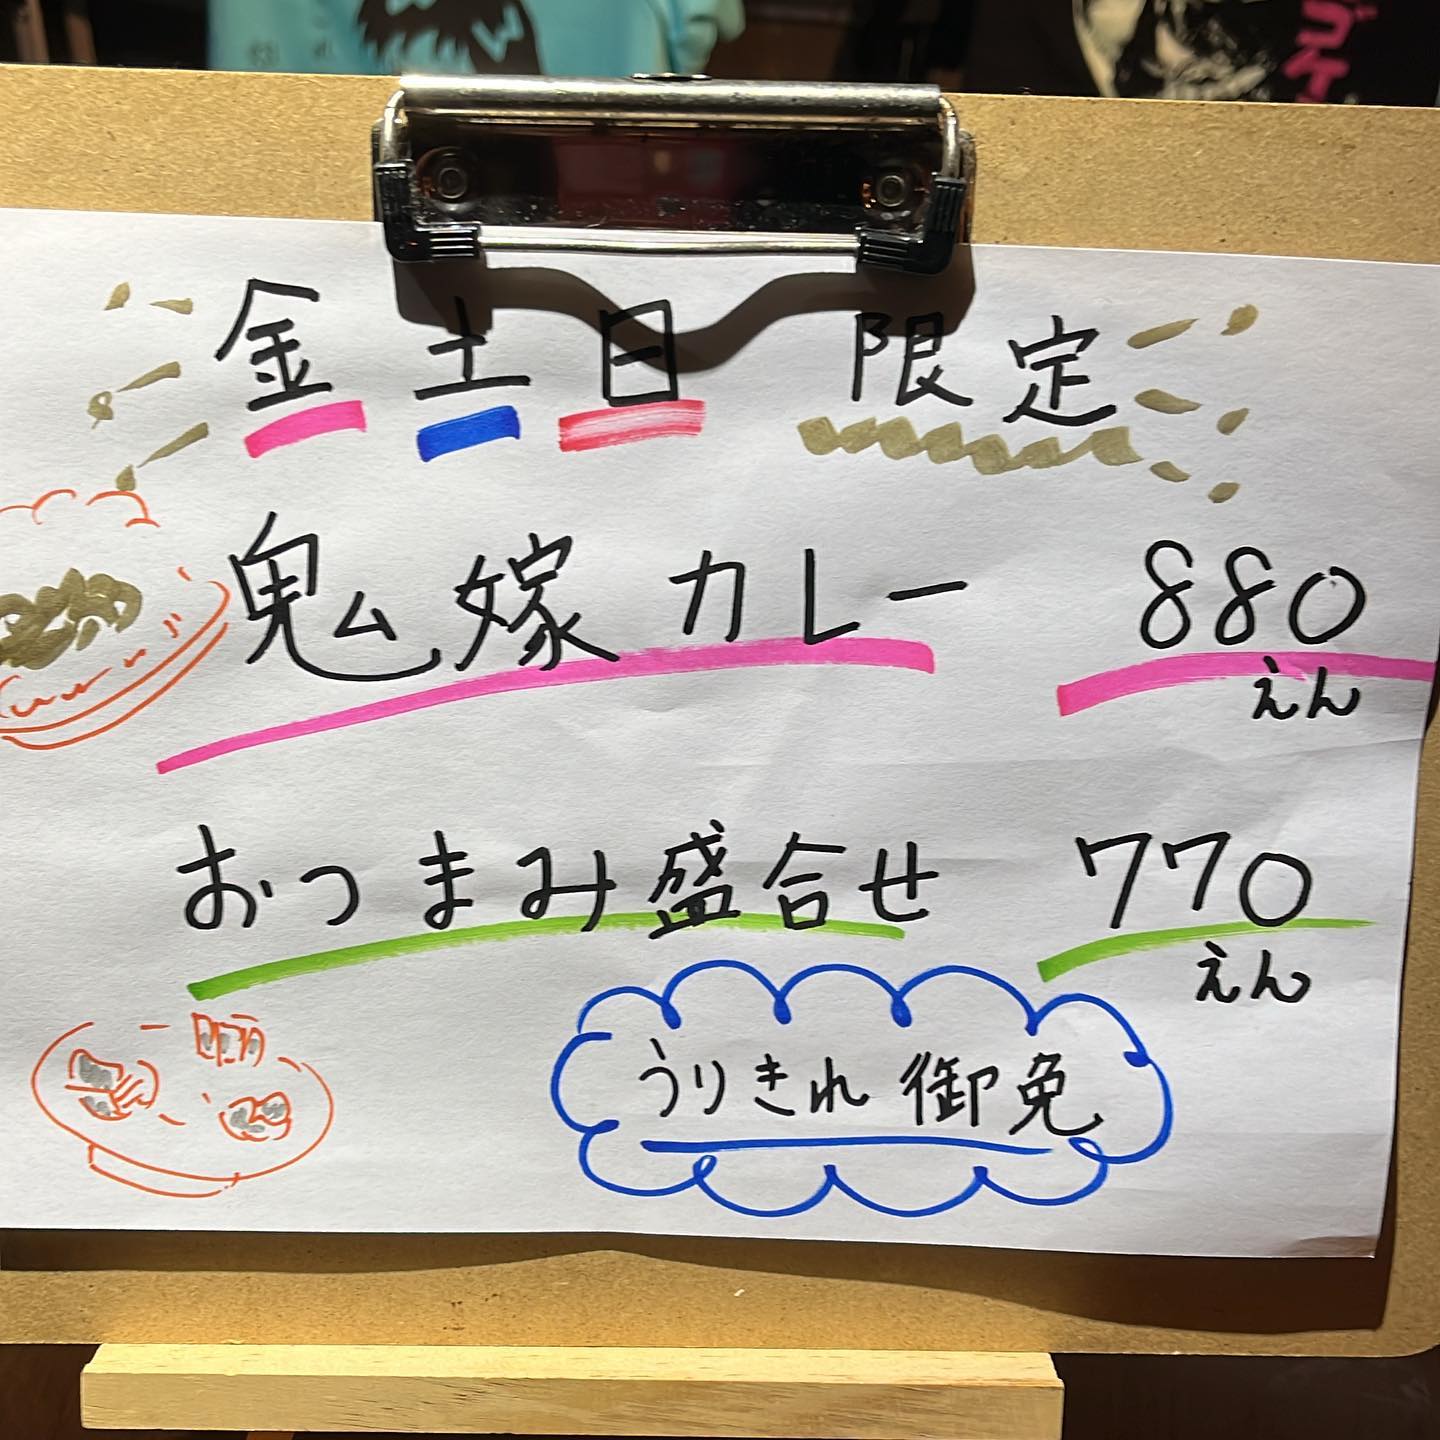 金 土 日 限定
鬼嫁 カレー 880
えん
おつまみ盛合せ 770
えん
うりきれ 御免